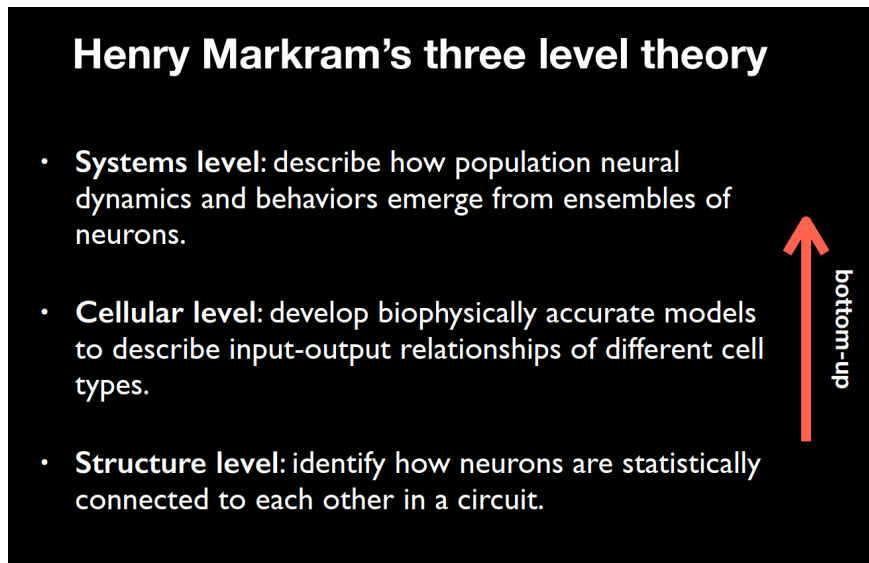 Henry Markram’s three level theory
• Systems level: describe how population neural
dynamics and behaviors emerge from ensembles of
neurons.
• Cellular level: develop biophysically accurate models
to describe input-output relationships of different cell
types.
• Structure level: identify how neurons are statistically
connected to each other in a circuit.
bottom-up